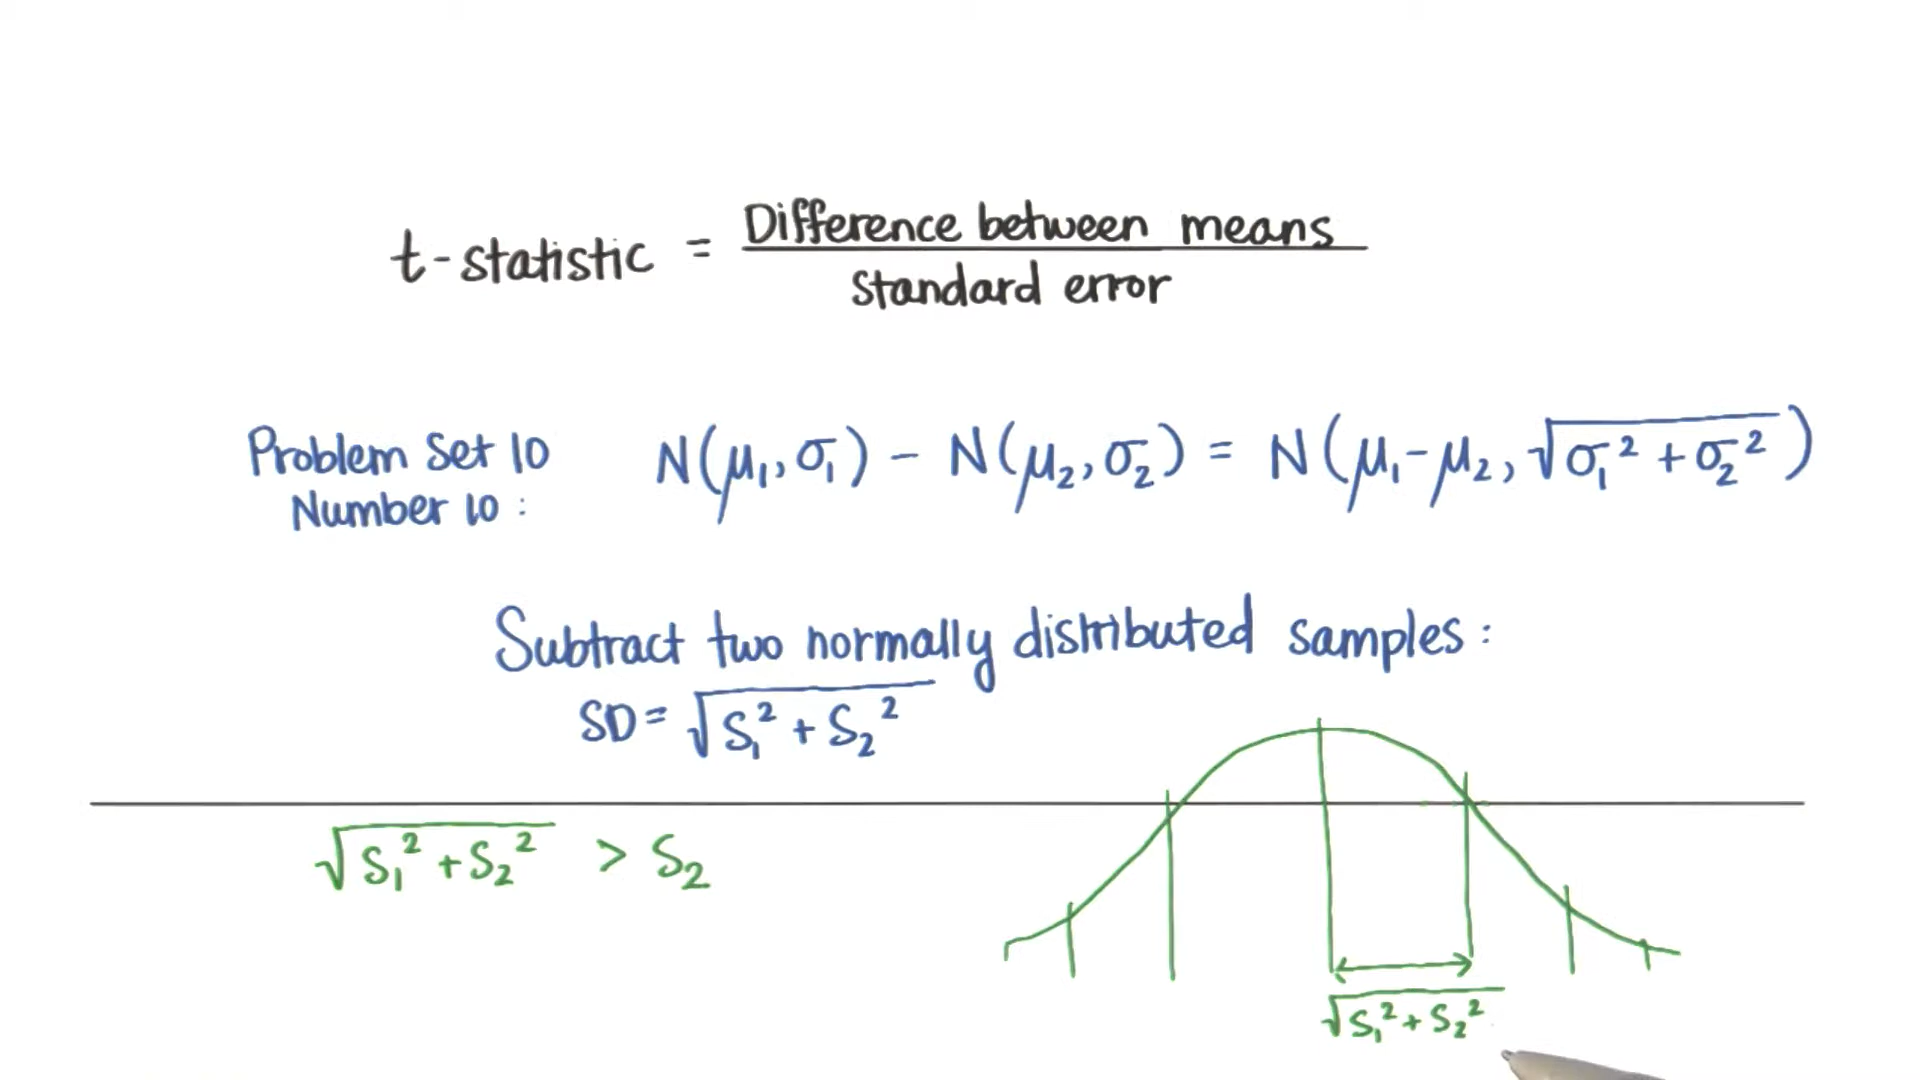 t-statistic = Difference between means
standard error
Problem Set 10 N(μ₁, σ₁) - N(μ₂, σ₂) = N(μ₁-μ₂, √σ₁² + σ₂²)
Number 10 :
Subtract two normally distributed samples :
SD = √S₁² + S₂²
√S₁² + S₂² > S₂
√S₁² + S₂²